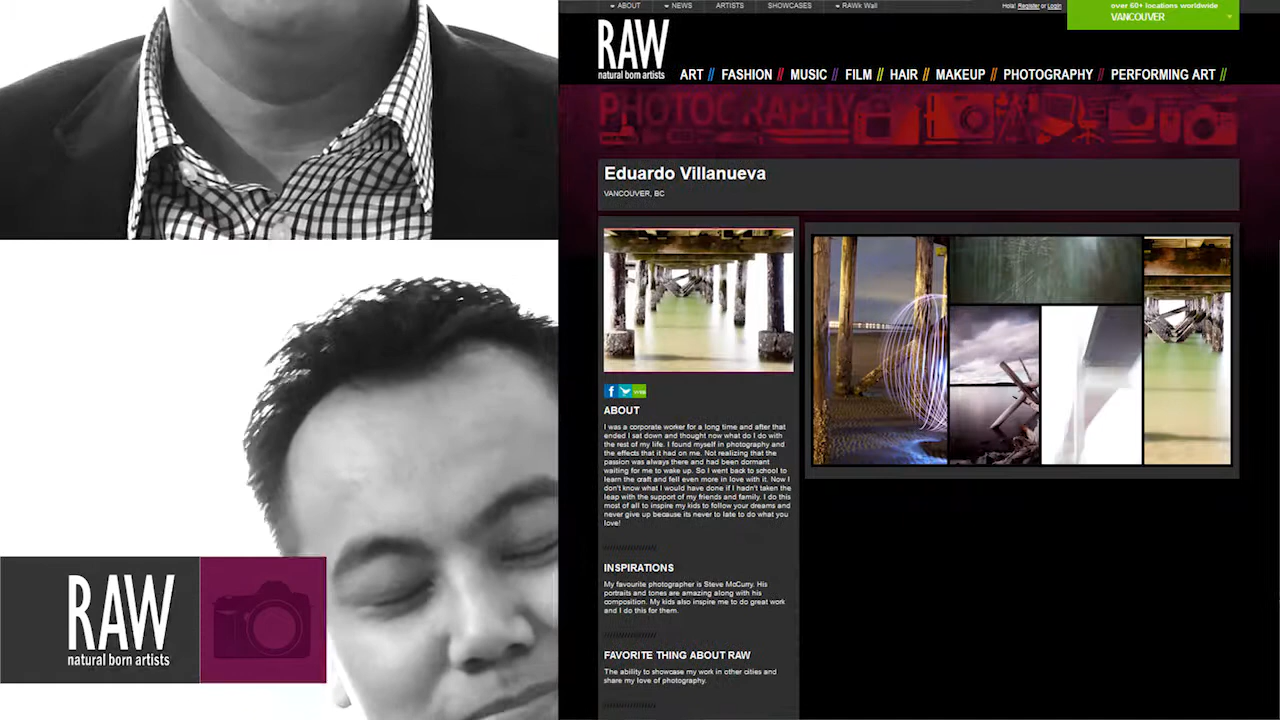 ABOUT
NEWS
ARTISTS
SHOWCASES
RAWk Wall
Hola! Register or Login
over 60+ locations worldwide
VANCOUVER
RAW
natural born artists
ART // FASHION // MUSIC // FILM // HAIR // MAKEUP // PHOTOGRAPHY // PERFORMING ART //
PHOTOGRAPHY
Eduardo Villanueva
VANCOUVER, BC
ABOUT
I was a corporate worker for a long time and after that
ended I sat down and thought now what do I do with
the rest of my life. I found myself in photography and
the effects that it had on me. Not realizing that the
passion was always there and had been dormant
waiting for me to wake up. So I went back to school to
learn the craft and fell even more in love with it. Now I
don't know what I would have done if I hadn't taken the
leap with the support of my friends and family. I do this
most of all to inspire my kids to follow your dreams and
never give up because its never to late to do what you
love!
INSPIRATIONS
My favourite photographer is Steve McCurry. His
portraits and tones are amazing along with his
composition. My kids also inspire me to do great work
and I do this for them.
FAVORITE THING ABOUT RAW
The ability to showcase my work in other cities and
share my love of photography.
RAW
natural born artists